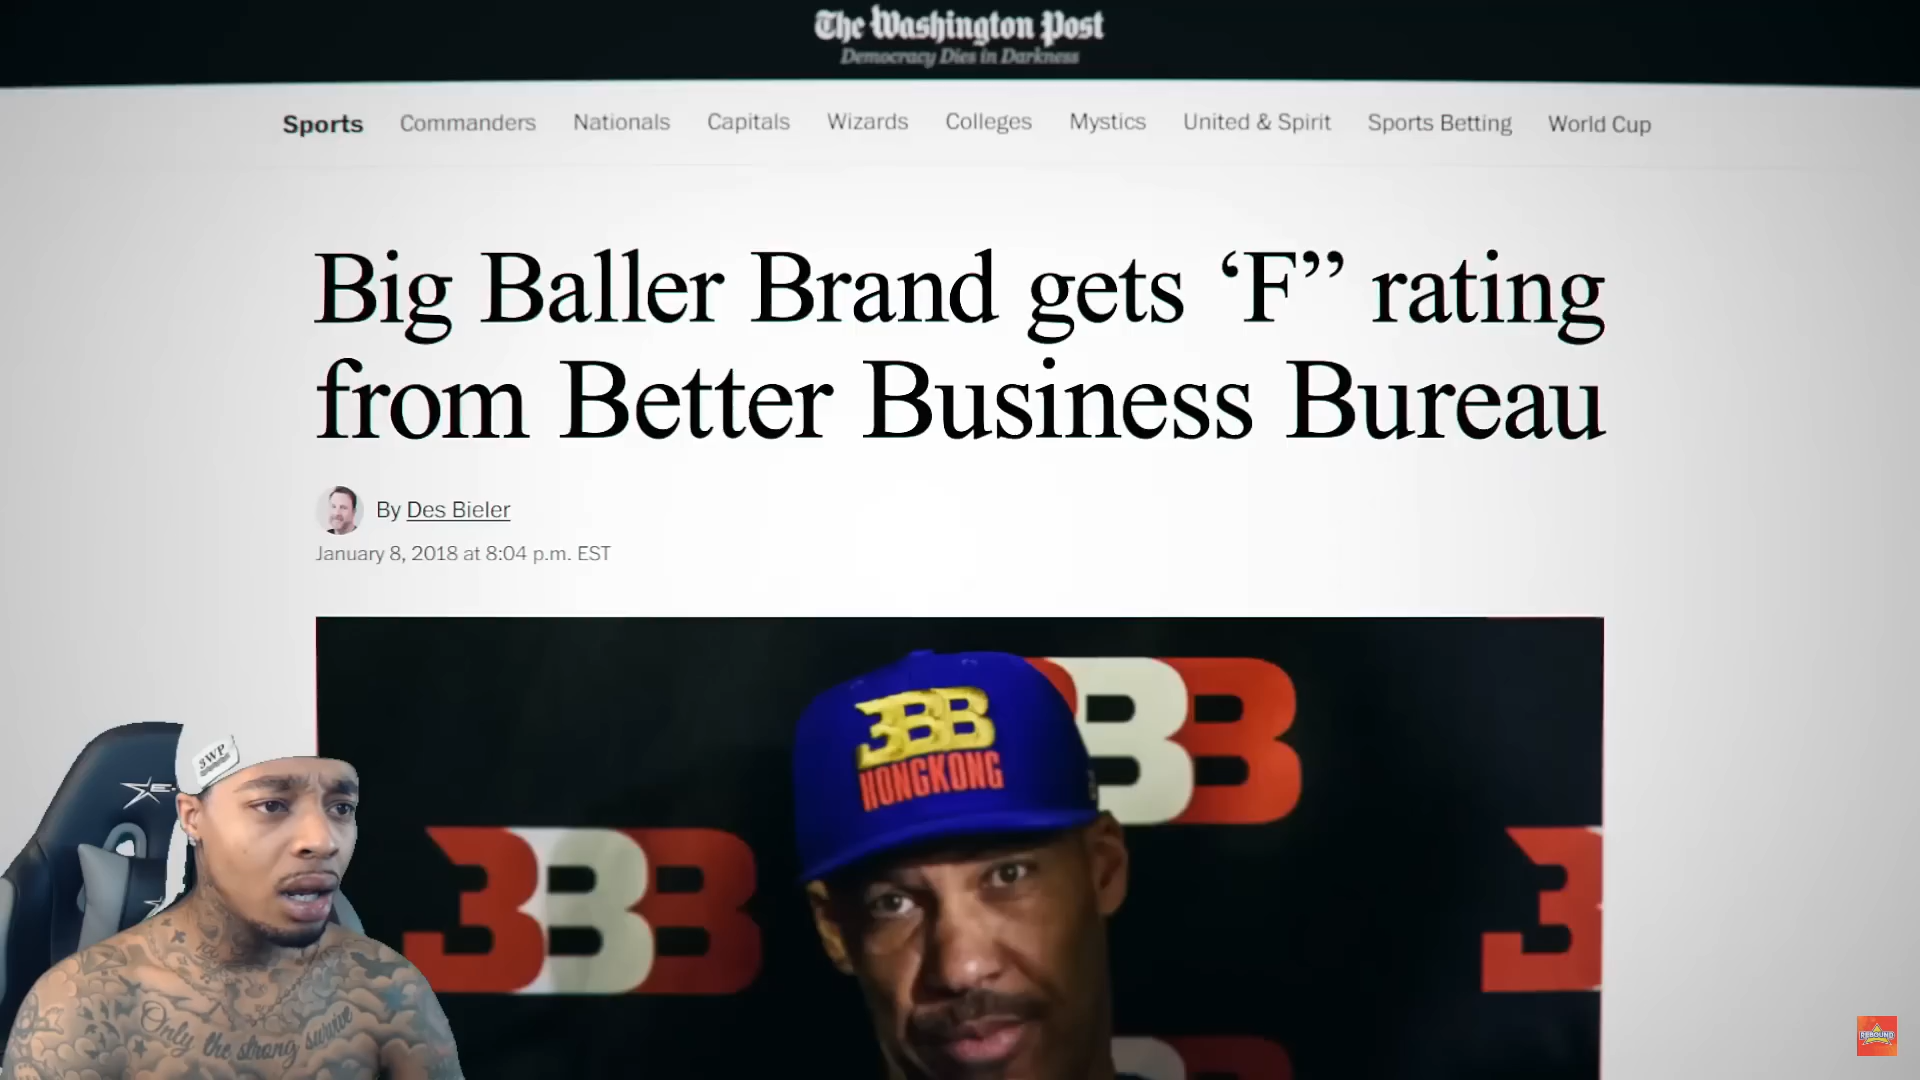 The Washington Post
Democracy Dies in Darkness
Sports Commanders Nationals Capitals Wizards Colleges Mystics United & Spirit Sports Betting World Cup
Big Baller Brand gets ‘F’’ rating
from Better Business Bureau
By Des Bieler
January 8, 2018 at 8:04 p.m. EST
BBB
HONGKONG
BBB
BBB
B
3WP
E
Only the strong survive
REBOUND